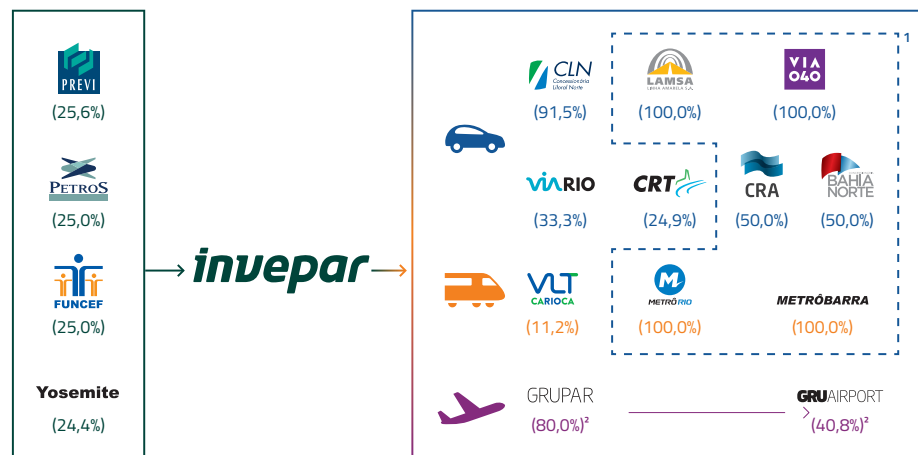 PREVI
(25,6%)
PETROS
(25,0%)
FUNCEF
(25,0%)
Yosemite
(24,4%)
invepar
1
CLN
Concessionária
Litoral Norte
(91,5%)
LAMSA
LINHA AMARELA S.A.
(100,0%)
VIA
040
(100,0%)
VIARIO
(33,3%)
CRT
(24,9%)
CRA
(50,0%)
BAHIA
NORTE
(50,0%)
VLT
CARIOCA
(11,2%)
METRÔRIO
(100,0%)
METRÔBARRA
(100,0%)
GRUPAR
(80,0%)²
GRUAIRPORT
(40,8%)²